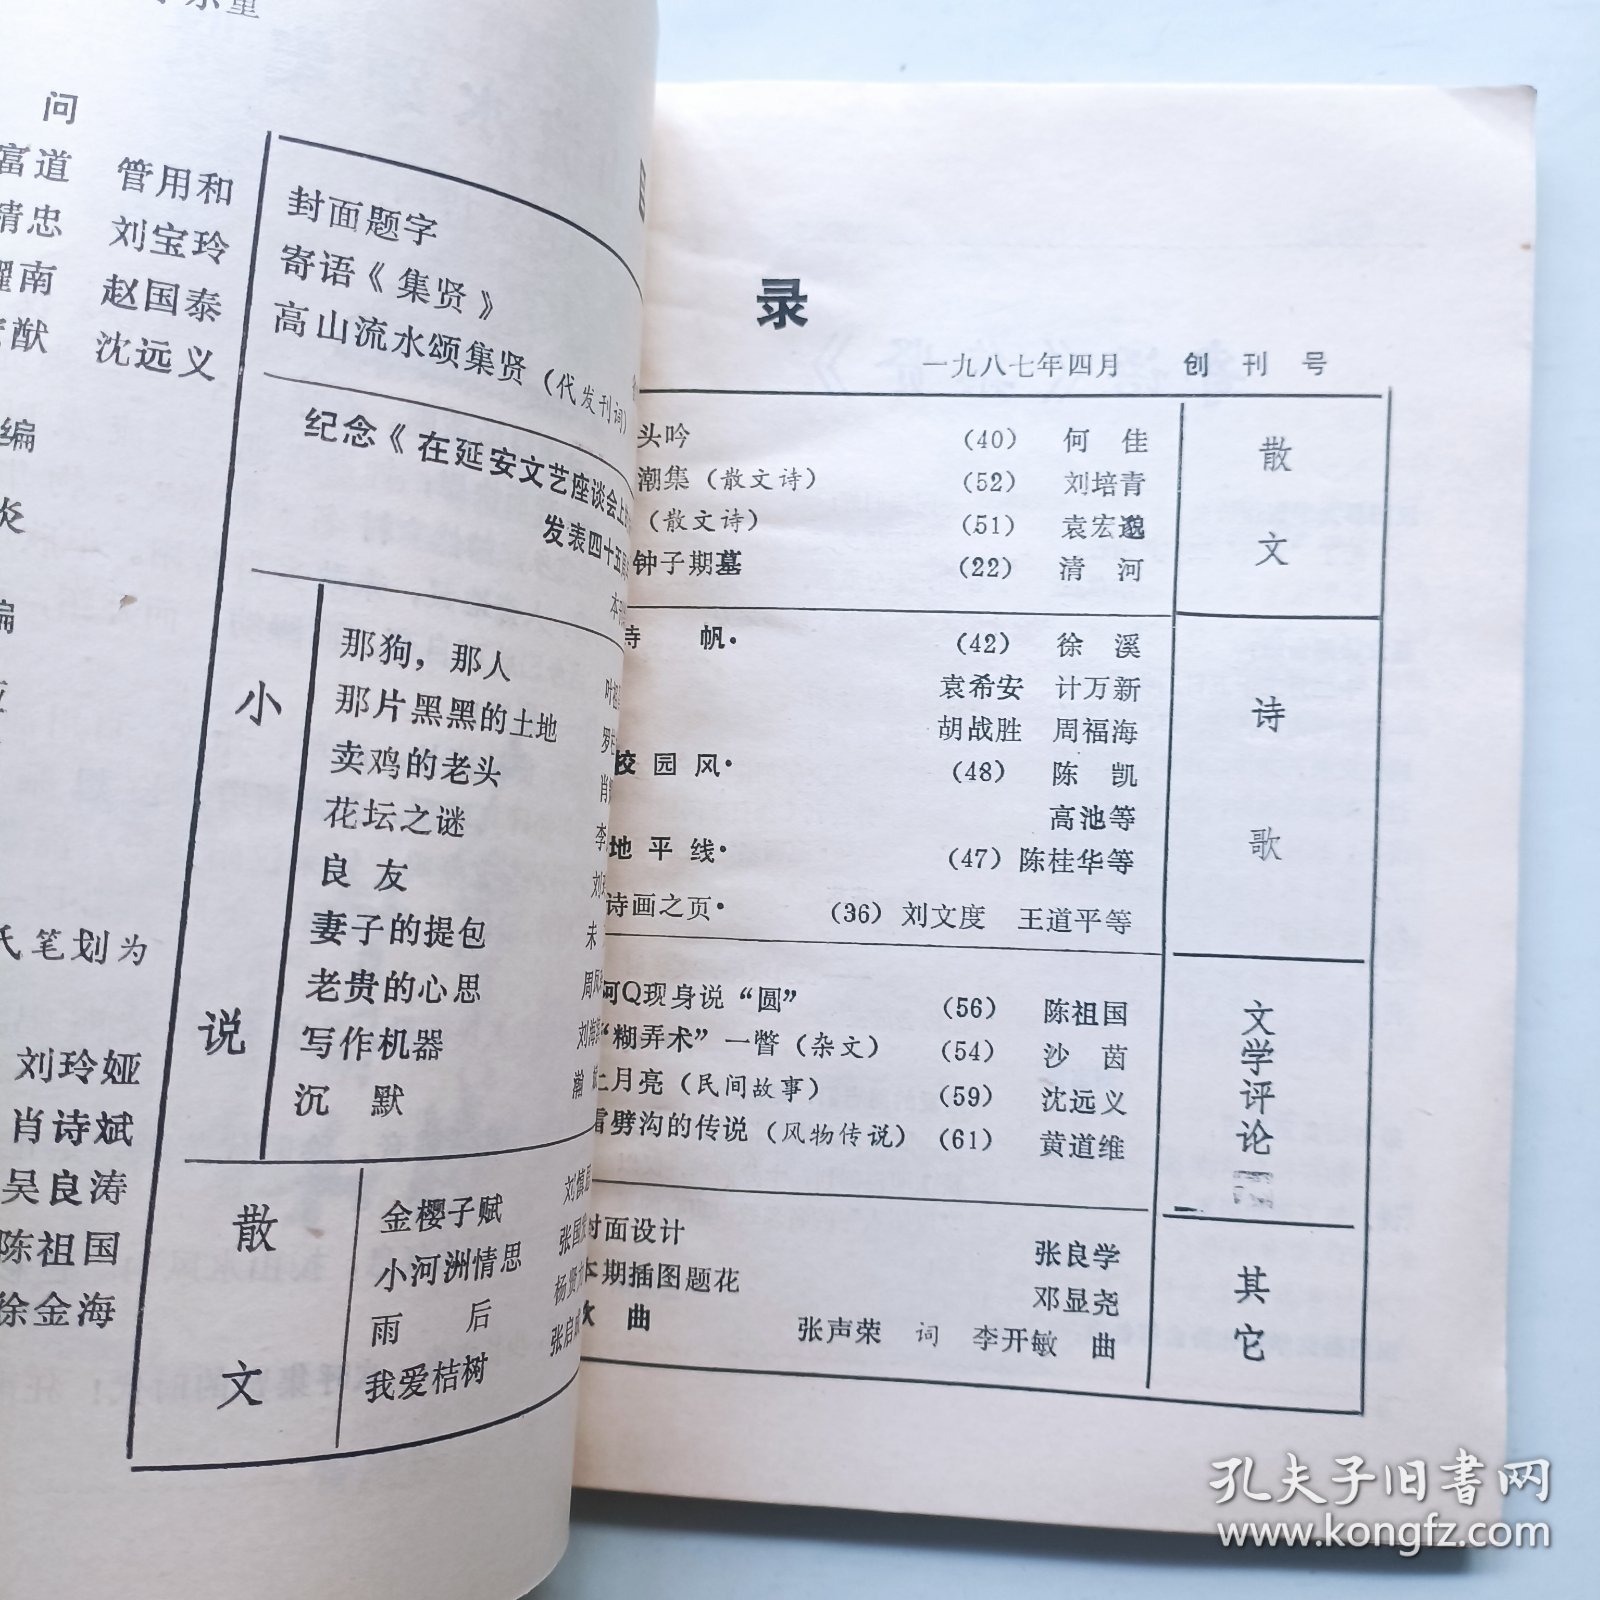 问
富道 管用和
精忠 刘宝玲
耀南 赵国泰
猷 沈远义
编
炎
编
氏笔划为
刘玲娅
肖诗斌
吴良涛
陈祖国
徐金海
封面题字
寄语《集贤》
高山流水颂集贤（代发刊词）
纪念《在延安文艺座谈会上
发表四十五
小说
那狗，那人
那片黑黑的土地
卖鸡的老头
花坛之谜
良友
妻子的提包
老贵的心思
写作机器
沉默
散文
金樱子赋
小河洲情思
雨后
我爱桔树
目
录
一九八七年四月 创刊号
头吟 (40) 何佳
潮集（散文诗） (52) 刘培青
（散文诗） (51) 袁宏邈
钟子期墓 (22) 清河
散文
诗帆· (42) 徐溪
袁希安 计万新
胡战胜 周福海
校园风· (48) 陈凯
高池等
地平线· (47) 陈桂华等
诗画之页· (36) 刘文度 王道平等
诗歌
阿Q现身说“圆” (56) 陈祖国
“糊弄术”一瞥（杂文） (54) 沙茵
月亮（民间故事） (59) 沈远义
雷劈沟的传说（风物传说） (61) 黄道维
文学评论
封面设计 张良学
本期插图题花 邓显尧
曲 张声荣 词 李开敏 曲
其它
孔夫子旧书网
www.kongfz.com